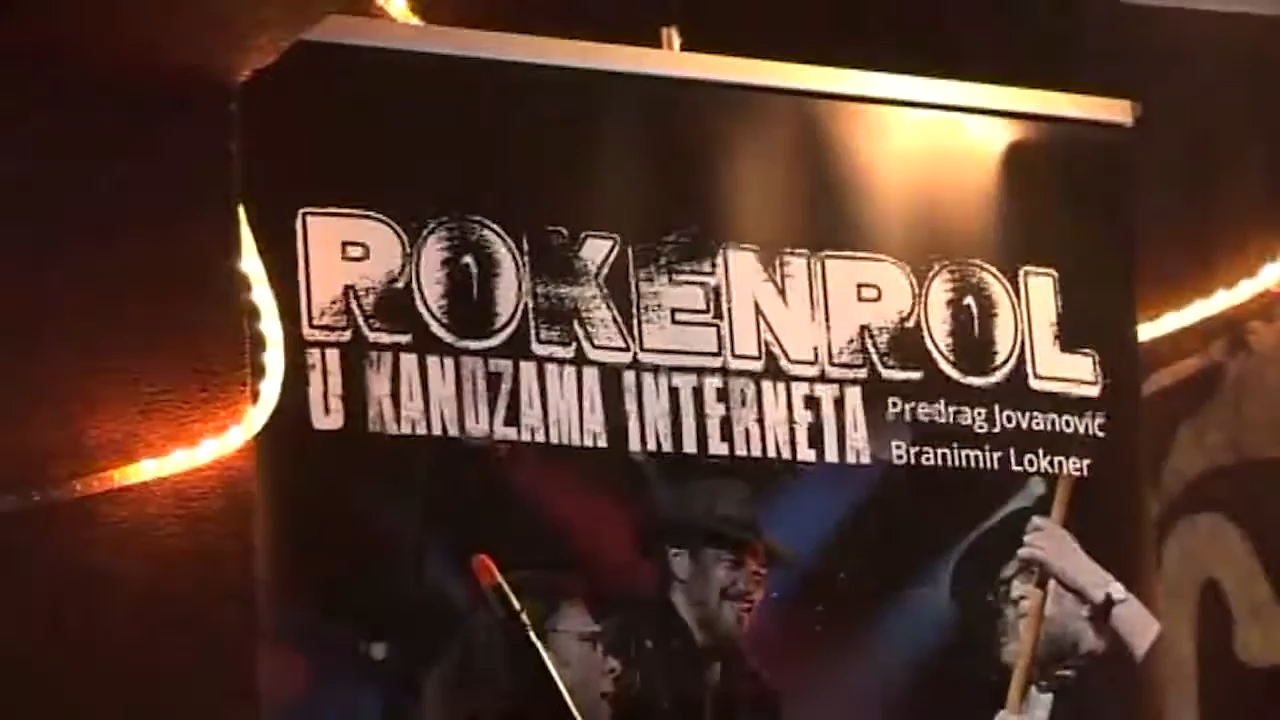 ROKENROL
U KANDZAMA INTERNETA
Predrag Jovanović
Branimir Lokner